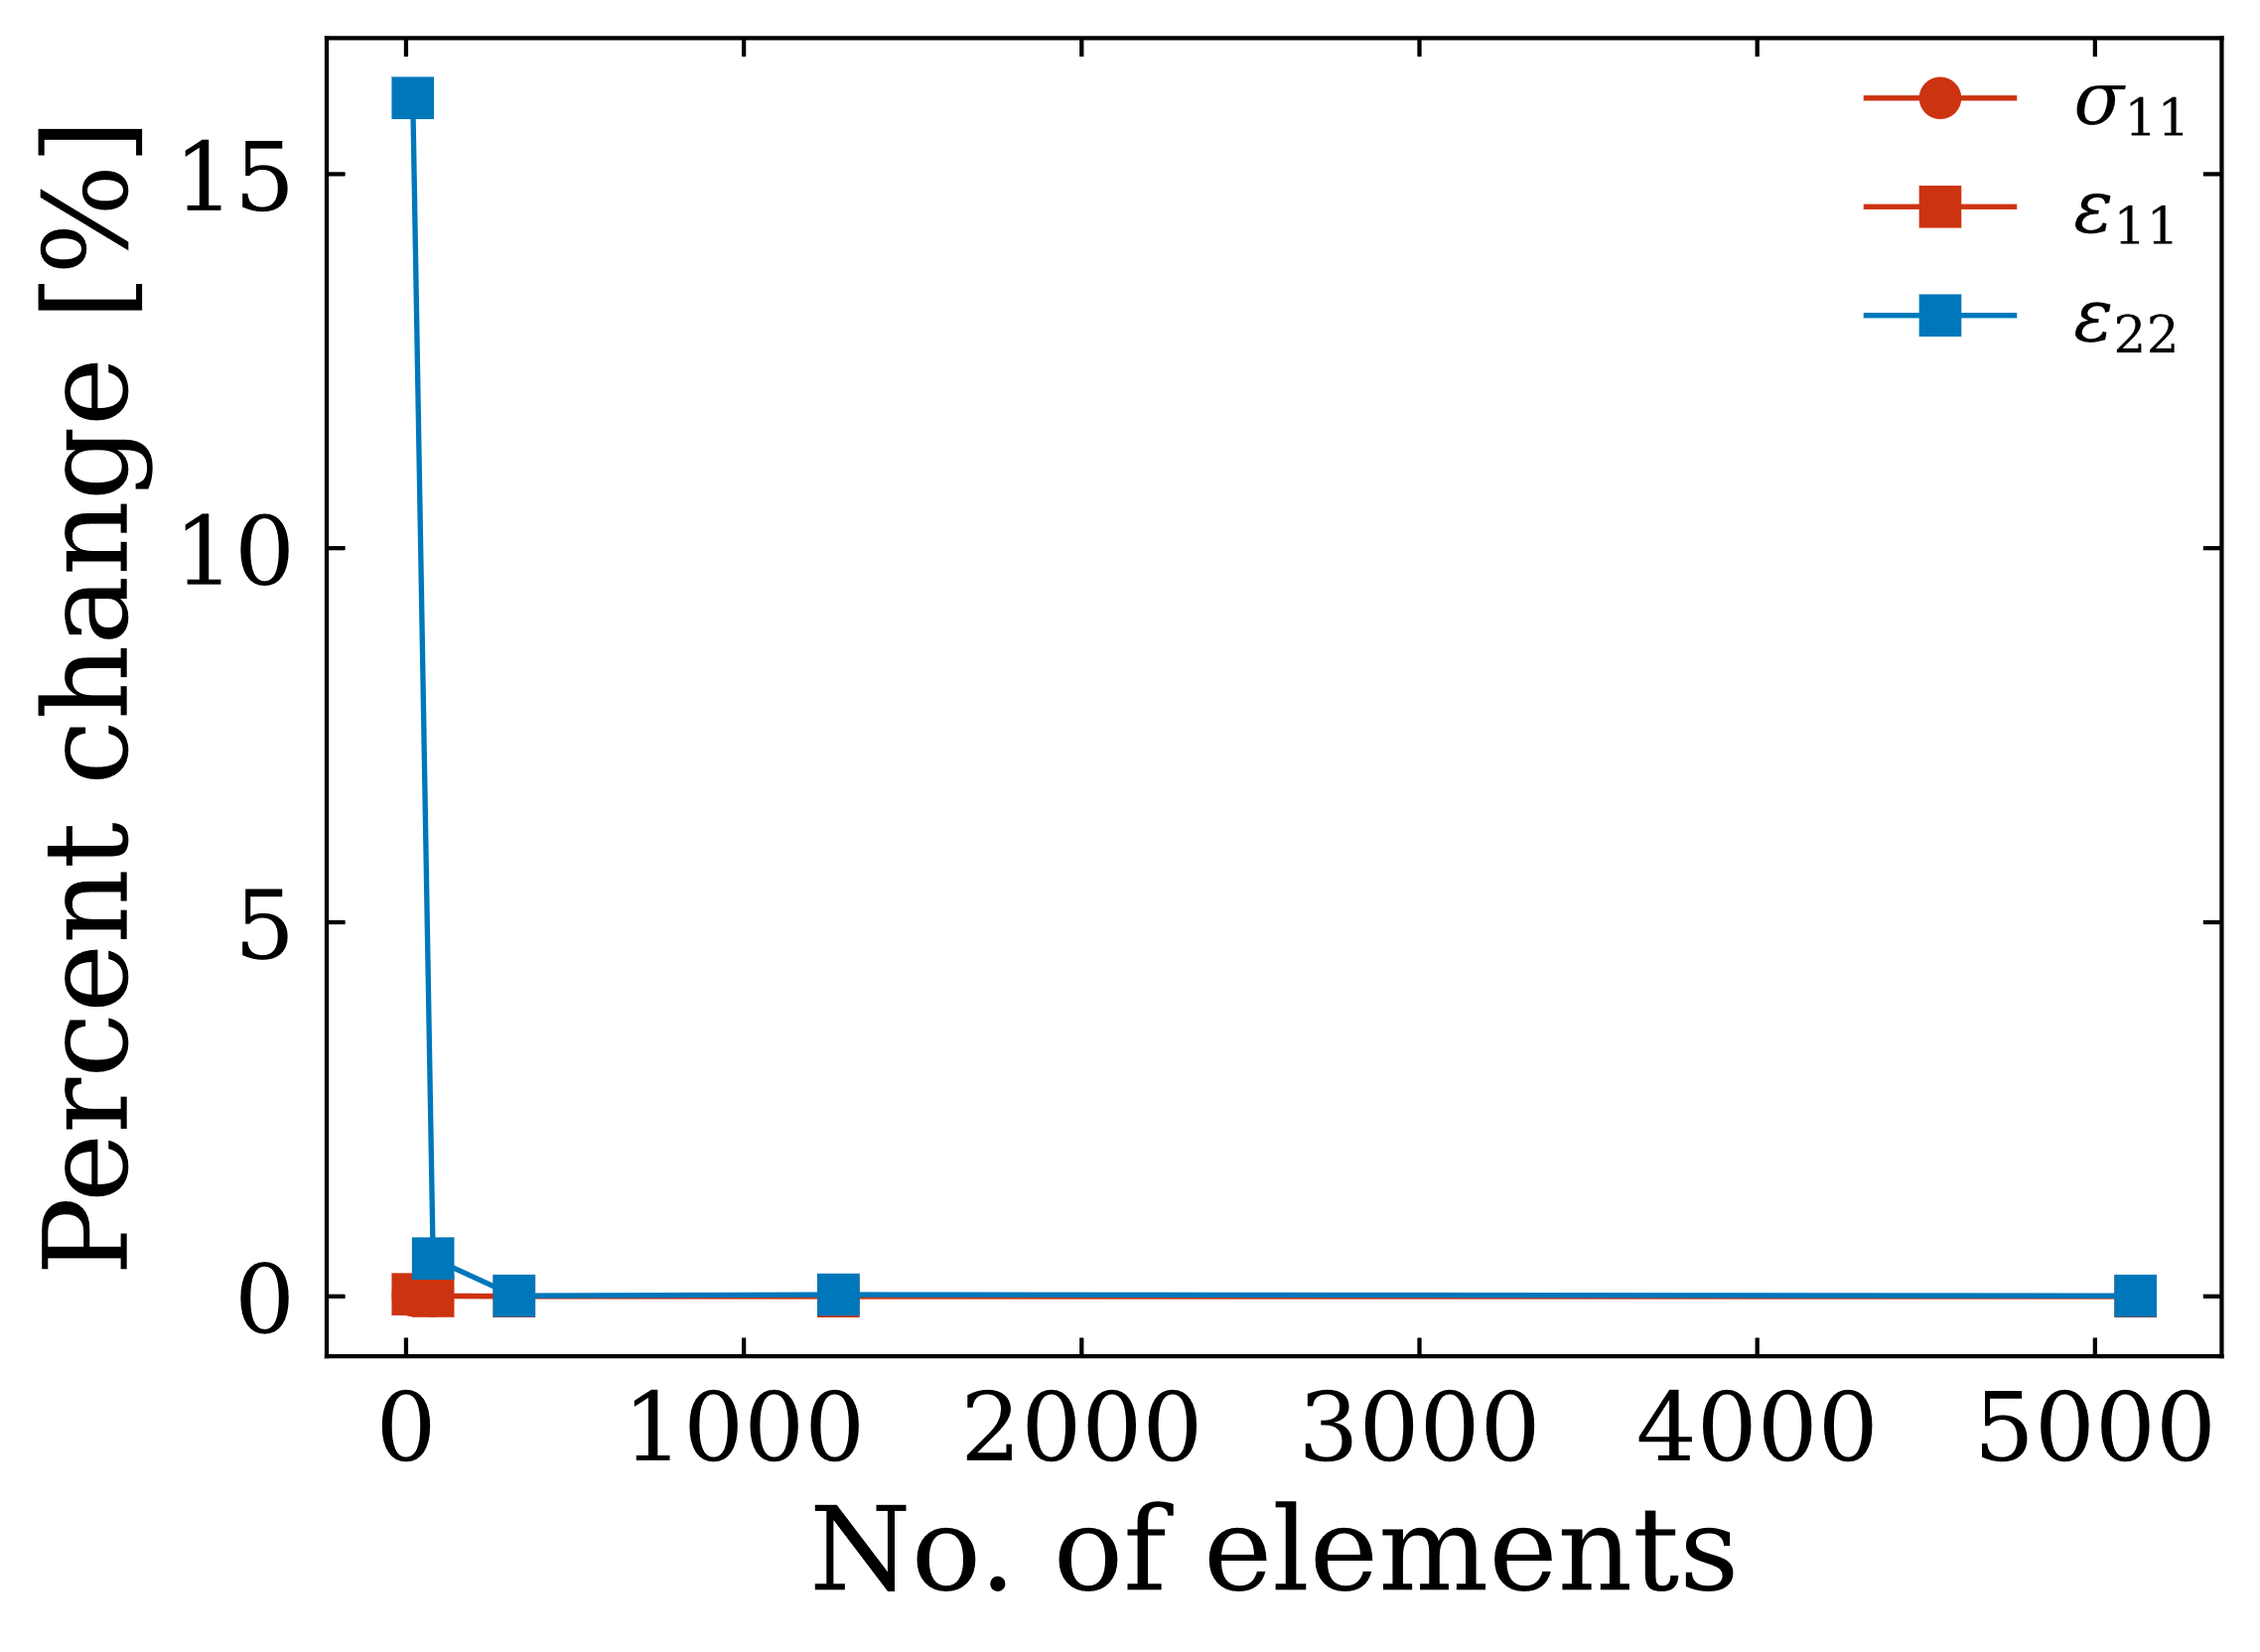 Percent change [%]
15
10
5
0
σ11
ε11
ε22
0 1000 2000 3000 4000 5000
No. of elements